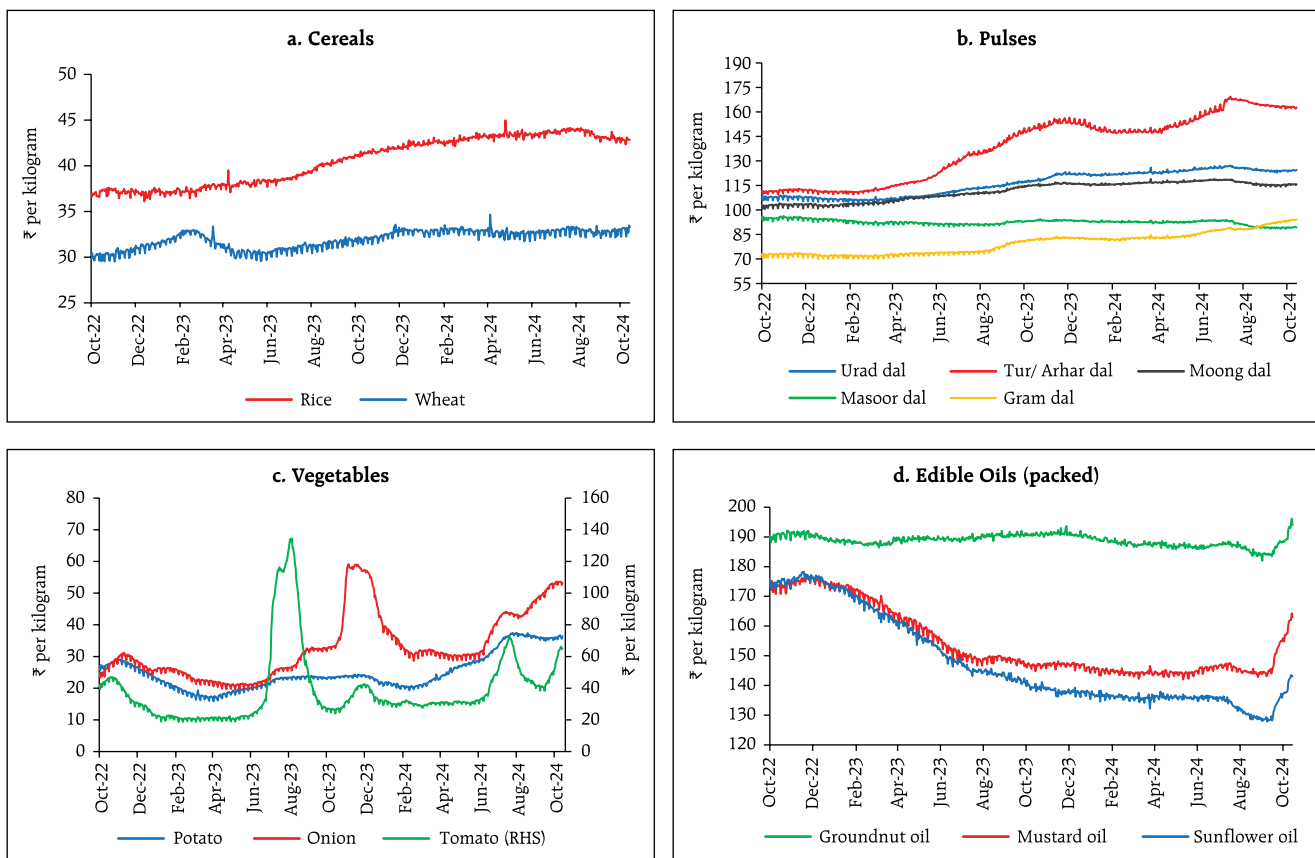 a. Cereals
₹ per kilogram
50
45
40
35
30
25
Oct-22
Dec-22
Feb-23
Apr-23
Jun-23
Aug-23
Oct-23
Dec-23
Feb-24
Apr-24
Jun-24
Aug-24
Oct-24
Rice Wheat
b. Pulses
₹ per kilogram
190
175
160
145
130
115
100
85
70
55
Oct-22
Dec-22
Feb-23
Apr-23
Jun-23
Aug-23
Oct-23
Dec-23
Feb-24
Apr-24
Jun-24
Aug-24
Oct-24
Urad dal Tur/ Arhar dal Moong dal
Masoor dal Gram dal
c. Vegetables
₹ per kilogram
80
70
60
50
40
30
20
10
0
160
140
120
100
80
60
40
20
0
₹ per kilogram
Oct-22
Dec-22
Feb-23
Apr-23
Jun-23
Aug-23
Oct-23
Dec-23
Feb-24
Apr-24
Jun-24
Aug-24
Oct-24
Potato Onion Tomato (RHS)
d. Edible Oils (packed)
₹ per kilogram
200
190
180
170
160
150
140
130
120
Oct-22
Dec-22
Feb-23
Apr-23
Jun-23
Aug-23
Oct-23
Dec-23
Feb-24
Apr-24
Jun-24
Aug-24
Oct-24
Groundnut oil Mustard oil Sunflower oil